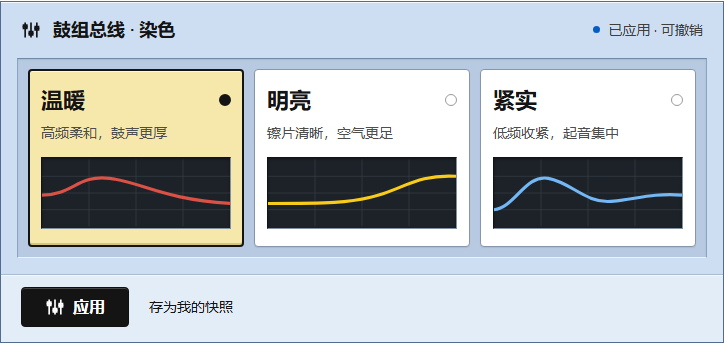 鼓组总线 · 染色
已应用 · 可撤销
温暖
高频柔和，鼓声更厚
明亮
镲片清晰，空气更足
紧实
低频收紧，起音集中
应用
存为我的快照